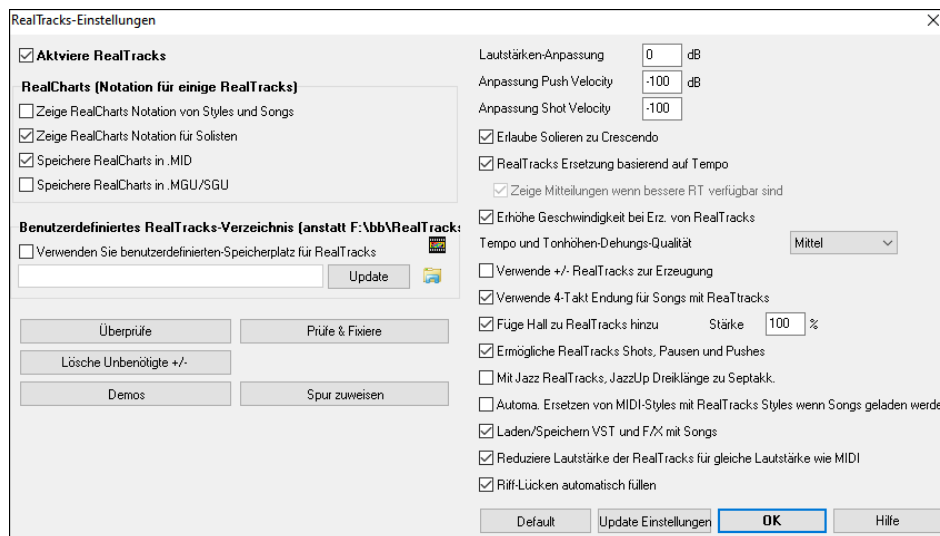 RealTracks-Einstellungen
Aktviere RealTracks
RealCharts (Notation für einige RealTracks)
Zeige RealCharts Notation von Styles und Songs
Zeige RealCharts Notation für Solisten
Speichere RealCharts in .MID
Speichere RealCharts in .MGU/SGU
Benutzerdefiniertes RealTracks-Verzeichnis (anstatt F:\bb\RealTracks
Verwenden Sie benutzerdefinierten-Speicherplatz für RealTracks
Update
Überprüfe
Prüfe & Fixiere
Lösche Unbenötigte +/-
Demos
Spur zuweisen
Lautstärken-Anpassung 0 dB
Anpassung Push Velocity -100 dB
Anpassung Shot Velocity -100
Erlaube Solieren zu Crescendo
RealTracks Ersetzung basierend auf Tempo
Zeige Mitteilungen wenn bessere RT verfügbar sind
Erhöhe Geschwindigkeit bei Erz. von RealTracks
Tempo und Tonhöhen-Dehungs-Qualität Mittel
Verwende +/- RealTracks zur Erzeugung
Verwende 4-Takt Endung für Songs mit ReaTtracks
Füge Hall zu RealTracks hinzu Stärke 100 %
Ermögliche RealTracks Shots, Pausen und Pushes
Mit Jazz RealTracks, JazzUp Dreiklänge zu Septakk.
Automa. Ersetzen von MIDI-Styles mit RealTracks Styles wenn Songs geladen werde
Laden/Speichern VST und F/X mit Songs
Reduziere Lautstärke der RealTracks für gleiche Lautstärke wie MIDI
Riff-Lücken automatisch füllen
Default
Update Einstellungen
OK
Hilfe